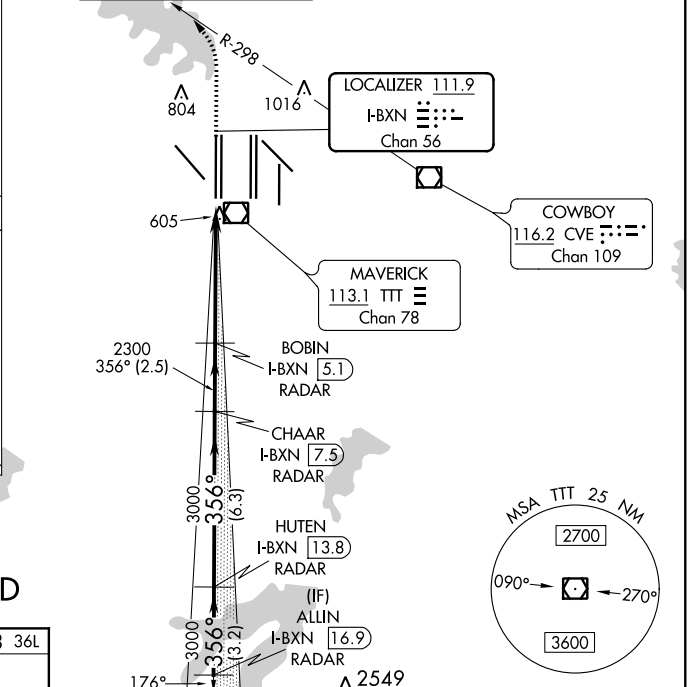 R-298
804
1016
LOCALIZER 111.9
I-BXN
Chan 56
605
COWBOY
116.2 CVE
Chan 109
MAVERICK
113.1 TTT
Chan 78
2300
356° (2.5)
BOBIN
I-BXN 5.1
RADAR
CHAAR
I-BXN 7.5
RADAR
3000
356°
(6.3)
HUTEN
I-BXN 13.8
RADAR
MSA TTT 25 NM
2700
090°
270°
3600
D
36L
(IF)
ALLIN
I-BXN 16.9
RADAR
3000
356°
(3.2)
176°
2549